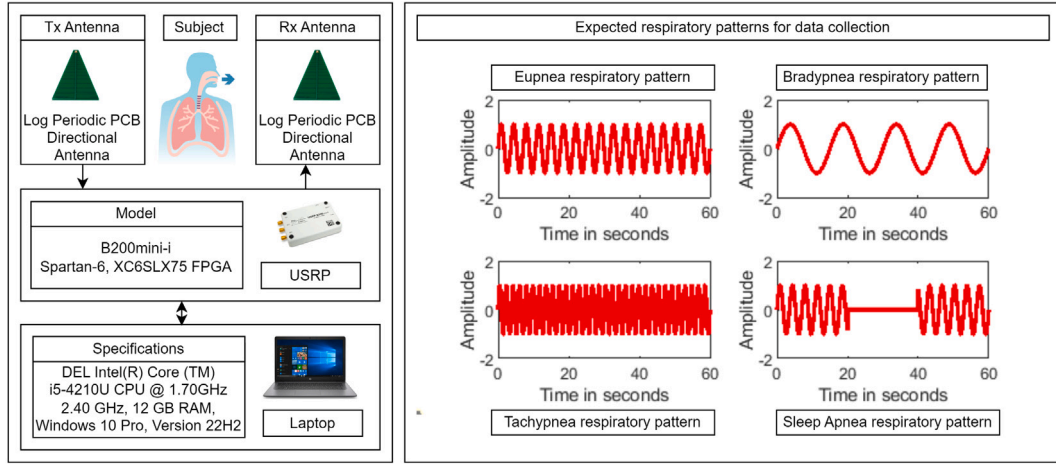 Tx Antenna
Subject
Rx Antenna
Log Periodic PCB
Directional
Antenna
Log Periodic PCB
Directional
Antenna
Model
B200mini-i
Spartan-6, XC6SLX75 FPGA
USRP
Specifications
DEL Intel(R) Core (TM)
i5-4210U CPU @ 1.70GHz
2.40 GHz, 12 GB RAM,
Windows 10 Pro, Version 22H2
Laptop
Expected respiratory patterns for data collection
Eupnea respiratory pattern
2
0
-2
Amplitude
0 20 40 60
Time in seconds
Bradypnea respiratory pattern
2
0
-2
Amplitude
0 20 40 60
Time in seconds
2
0
-2
Amplitude
0 20 40 60
Time in seconds
Tachypnea respiratory pattern
2
0
-2
Amplitude
0 20 40 60
Time in seconds
Sleep Apnea respiratory pattern